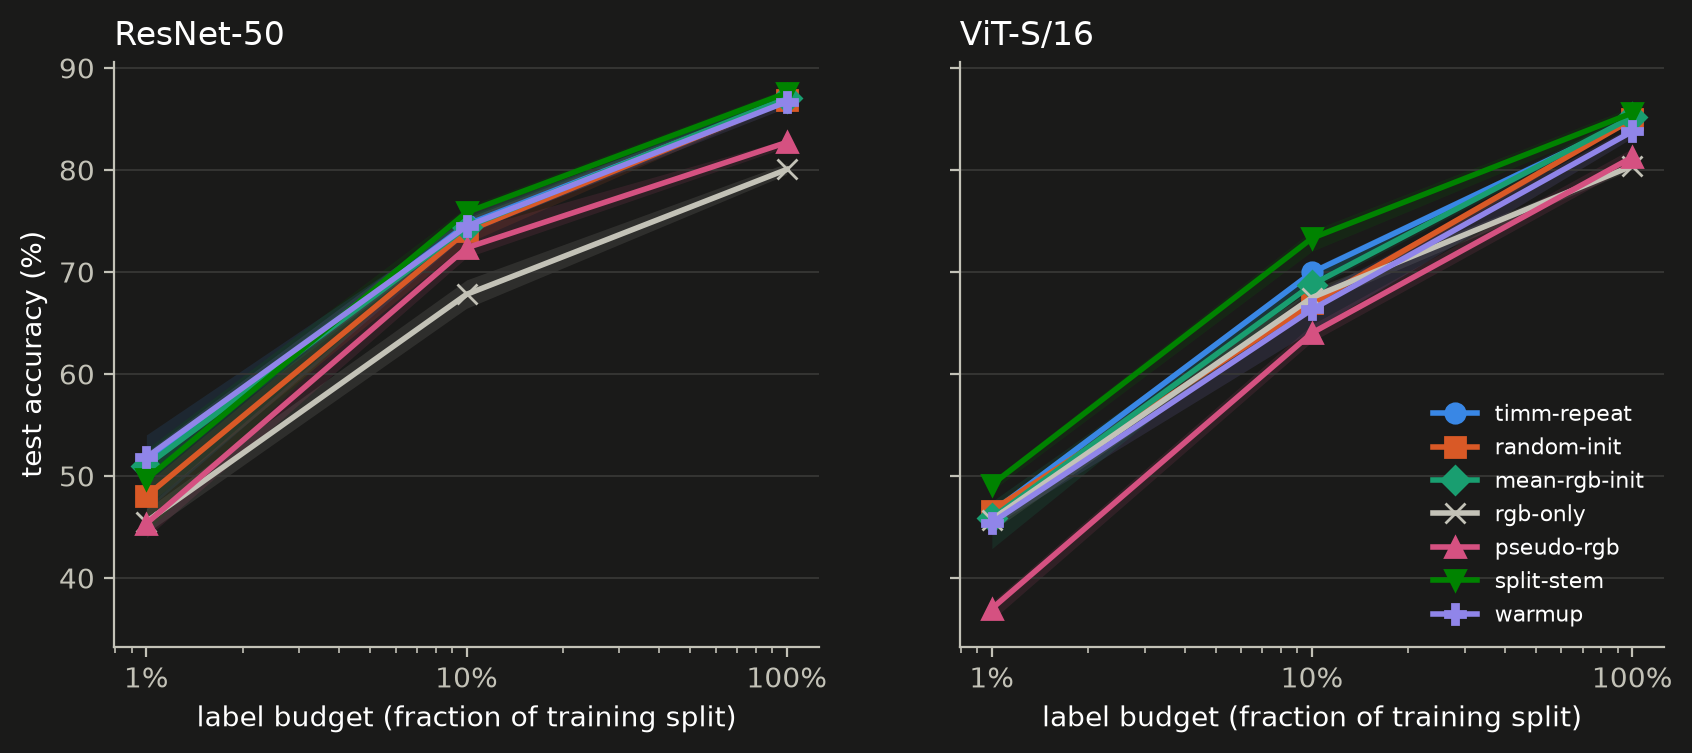 ResNet-50
ViT-S/16
90
80
70
60
50
40
test accuracy (%)
1%
10%
100%
1%
10%
100%
label budget (fraction of training split)
label budget (fraction of training split)
timm-repeat
random-init
mean-rgb-init
rgb-only
pseudo-rgb
split-stem
warmup